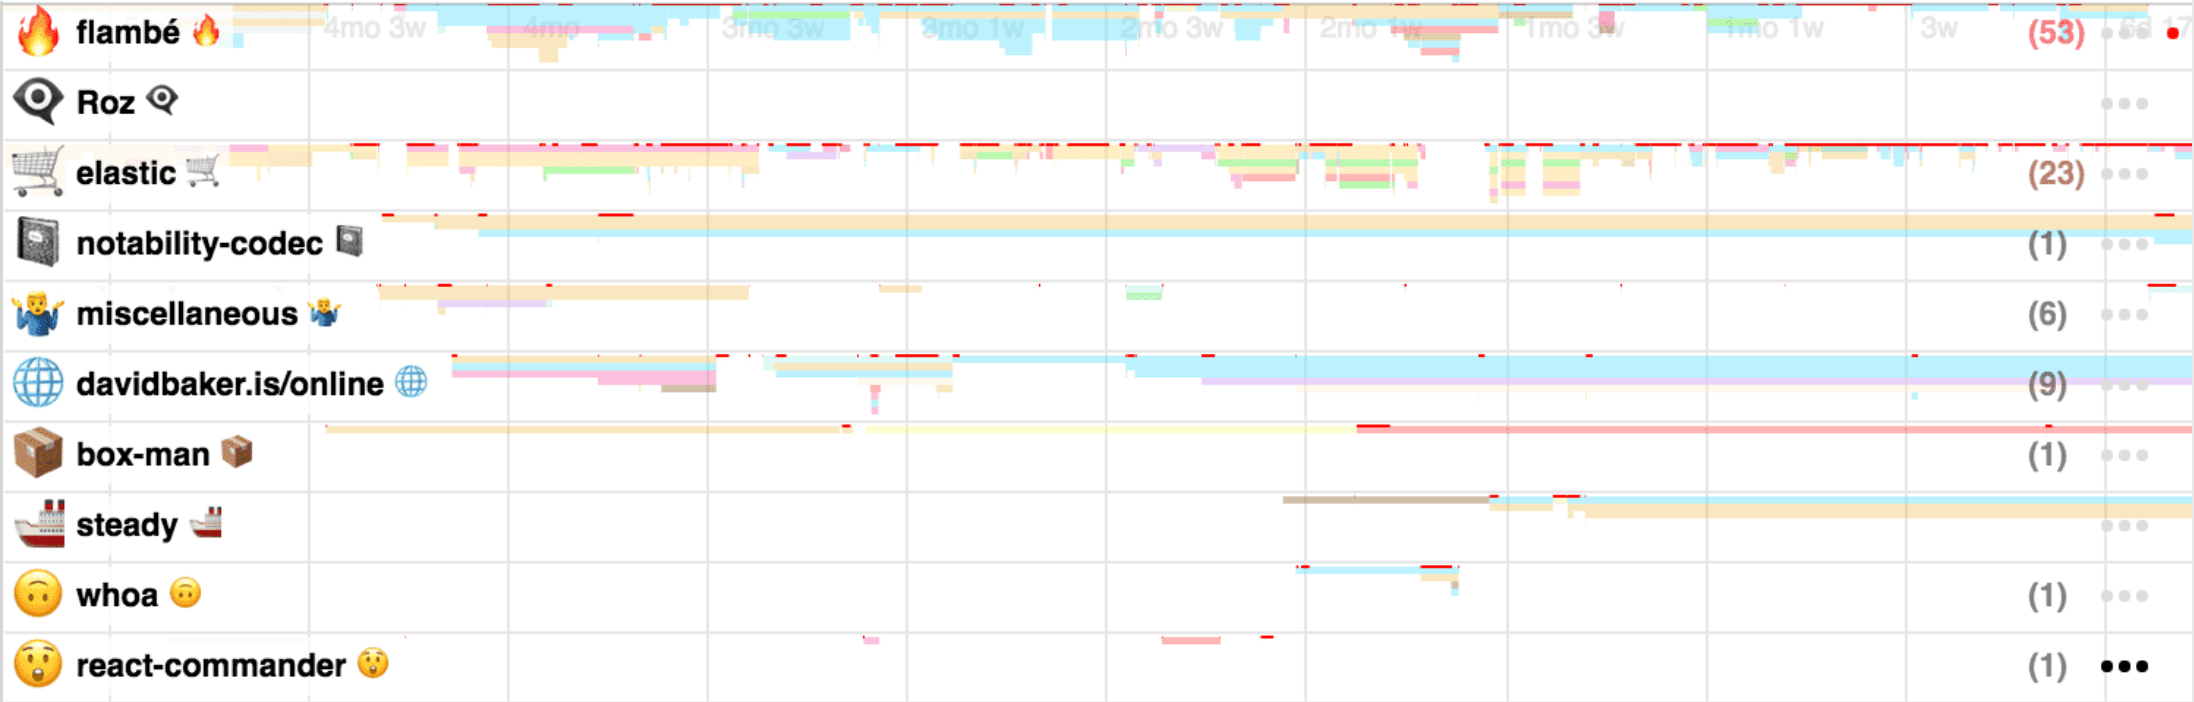 4mo 3w 4mo 3mo 3w 3mo 1w 2mo 3w 2mo 1w 1mo 3w 1mo 1w 3w 6d 17
flambé (53)
Roz
elastic (23)
notability-codec (1)
miscellaneous (6)
davidbaker.is/online (9)
box-man (1)
steady
whoa (1)
react-commander (1)